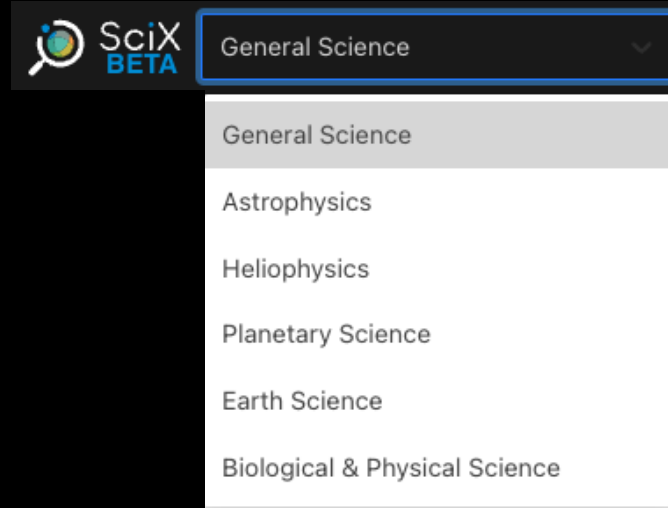 SciX
BETA
General Science
General Science
Astrophysics
Heliophysics
Planetary Science
Earth Science
Biological & Physical Science